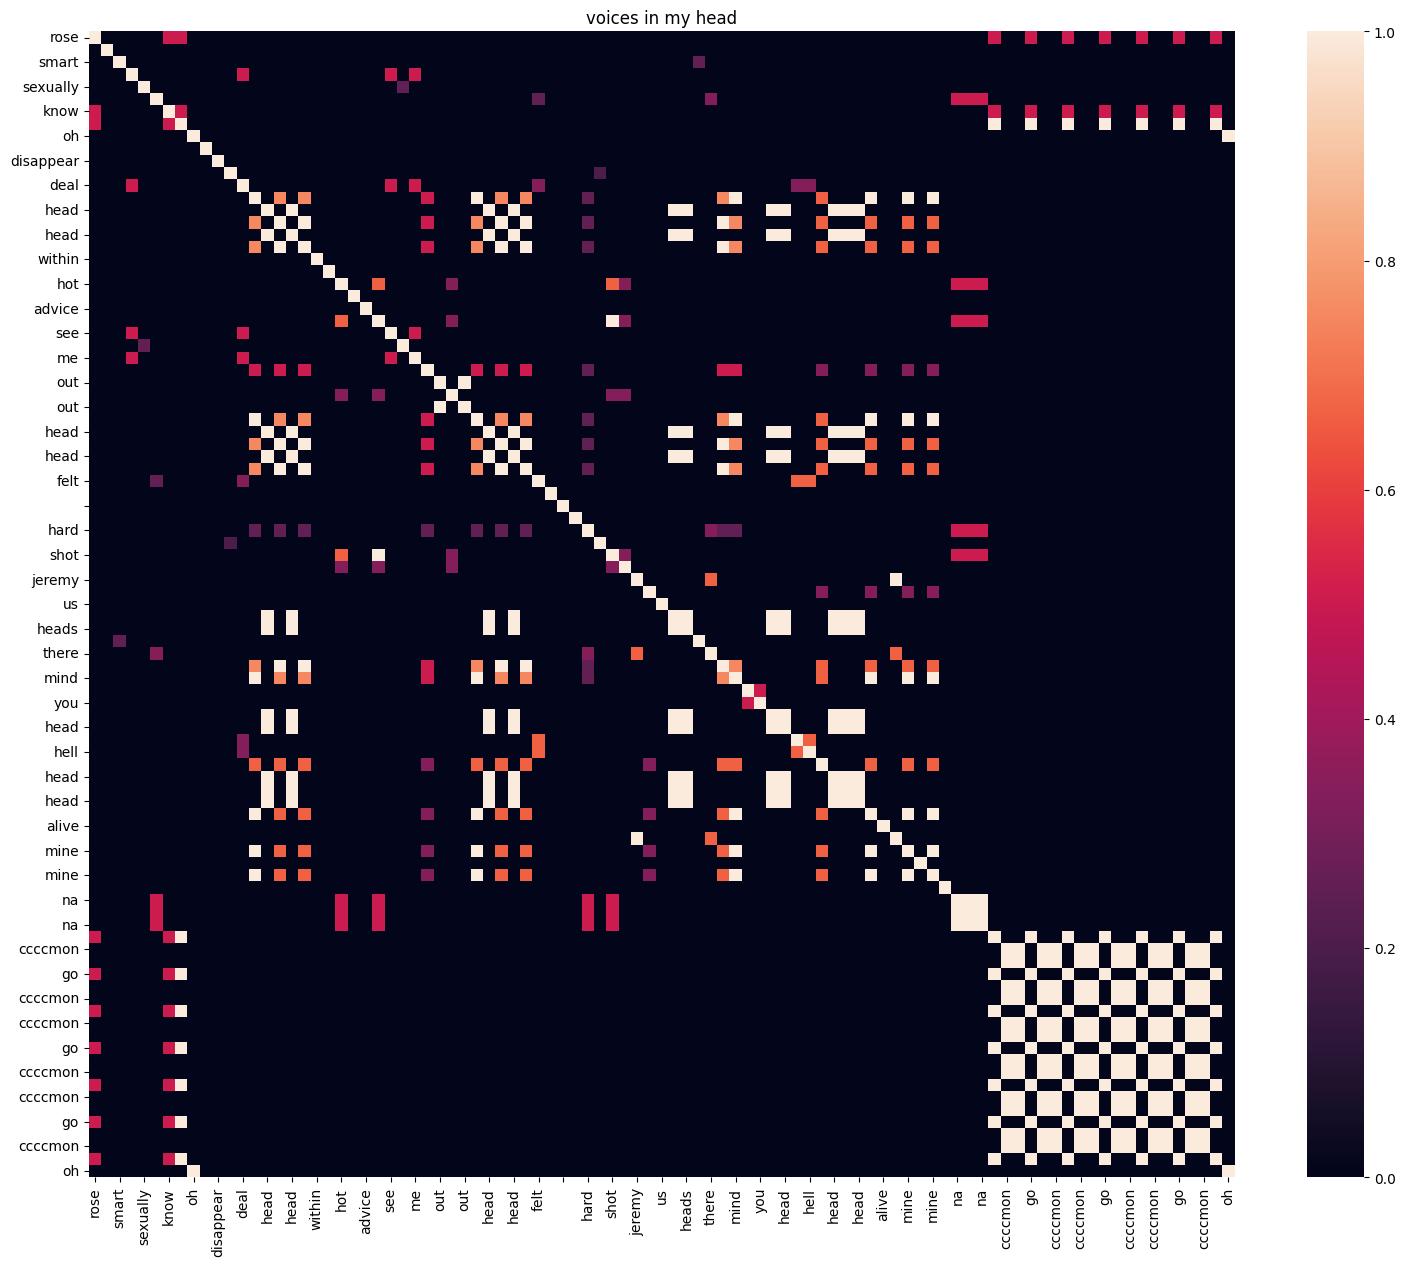 voices in my head
rose
smart
sexually
know
oh
disappear
deal
head
head
within
hot
advice
see
me
out
out
head
head
felt
hard
shot
jeremy
us
heads
there
mind
you
head
hell
head
head
alive
mine
mine
na
na
ccccmon
go
ccccmon
ccccmon
go
ccccmon
ccccmon
go
ccccmon
oh
1.0
0.8
0.6
0.4
0.2
0.0
rose
smart
sexually
know
oh
disappear
deal
head
head
within
hot
advice
see
me
out
out
head
head
felt
hard
shot
jeremy
us
heads
there
mind
you
head
hell
head
head
alive
mine
mine
na
na
ccccmon
go
ccccmon
ccccmon
go
ccccmon
ccccmon
go
ccccmon
oh